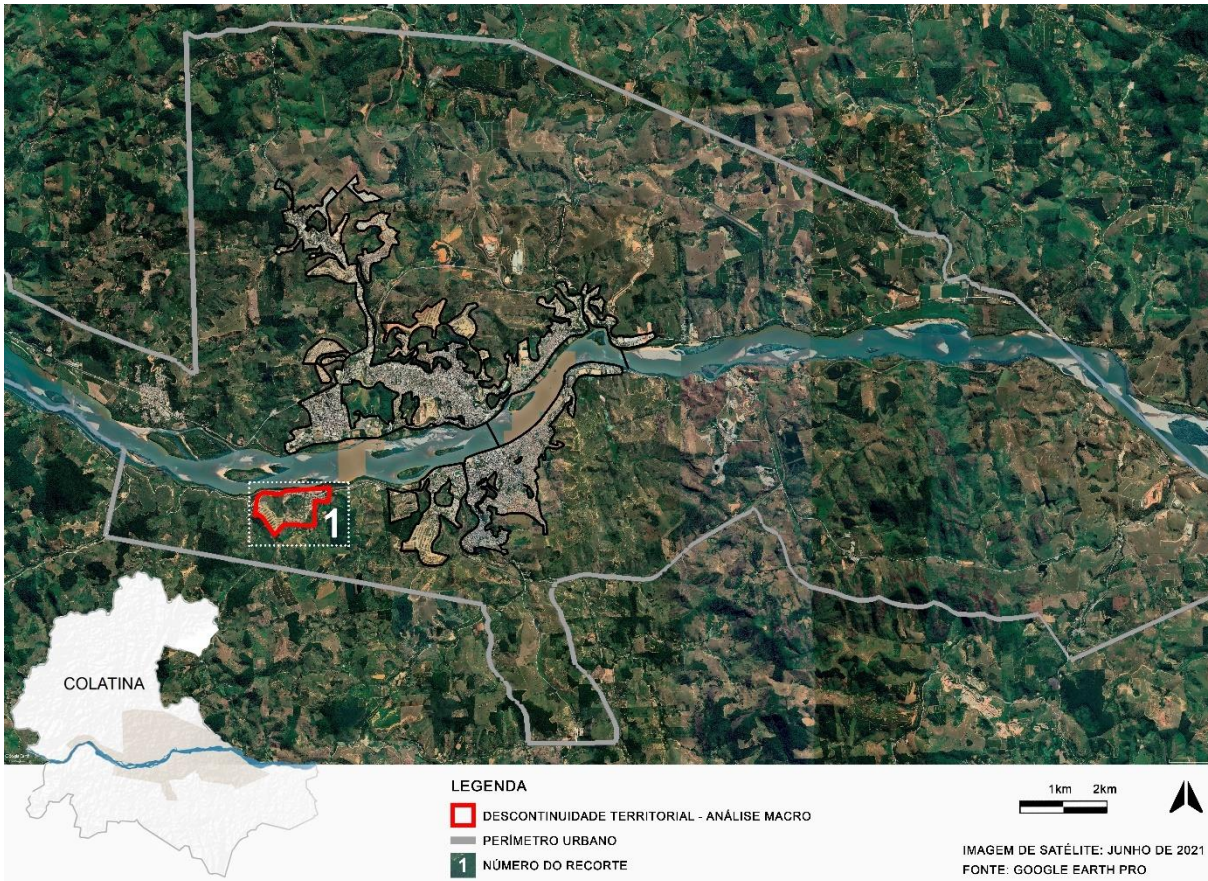 1
COLATINA
LEGENDA
DESCONTINUIDADE TERRITORIAL - ANÁLISE MACRO
PERÍMETRO URBANO
1 NÚMERO DO RECORTE
1km 2km
IMAGEM DE SATÉLITE: JUNHO DE 2021
FONTE: GOOGLE EARTH PRO